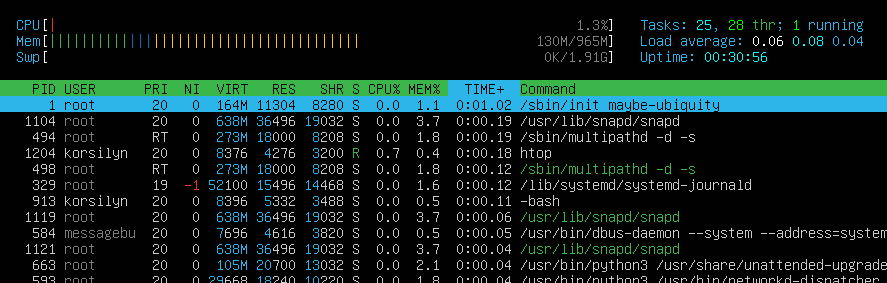 CPU[| 1.3%] Tasks: 25, 28 thr; 1 running
Mem[|||||||||||||||||||||||||||||||||||||||| 130M/965M] Load average: 0.06 0.08 0.04
Swp[ 0K/1.91G] Uptime: 00:30:56
PID USER PRI NI VIRT RES SHR S CPU% MEM% TIME+ Command
1 root 20 0 164M 11304 8280 S 0.0 1.1 0:01.02 /sbin/init maybe-ubiquity
1104 root 20 0 638M 36496 19032 S 0.0 3.7 0:00.19 /usr/lib/snapd/snapd
494 root RT 0 273M 18000 8208 S 0.0 1.8 0:00.19 /sbin/multipathd -d -s
1204 korsilyn 20 0 8376 4276 3200 R 0.7 0.4 0:00.18 htop
498 root RT 0 273M 18000 8208 S 0.0 1.8 0:00.12 /sbin/multipathd -d -s
329 root 19 -1 52100 15496 14468 S 0.0 1.6 0:00.12 /lib/systemd/systemd-journald
913 korsilyn 20 0 8396 5332 3488 S 0.0 0.5 0:00.11 -bash
1119 root 20 0 638M 36496 19032 S 0.0 3.7 0:00.06 /usr/lib/snapd/snapd
584 messagebu 20 0 7696 4616 3820 S 0.0 0.5 0:00.05 /usr/bin/dbus-daemon --system --address=system
1121 root 20 0 638M 36496 19032 S 0.0 3.7 0:00.04 /usr/lib/snapd/snapd
663 root 20 0 105M 20700 13032 S 0.0 2.1 0:00.04 /usr/bin/python3 /usr/share/unattended-upgrade
593 root 20 0 29668 18240 10220 S 0.0 1.8 0:00.04 /usr/bin/python3 /usr/bin/networkd-dispatcher